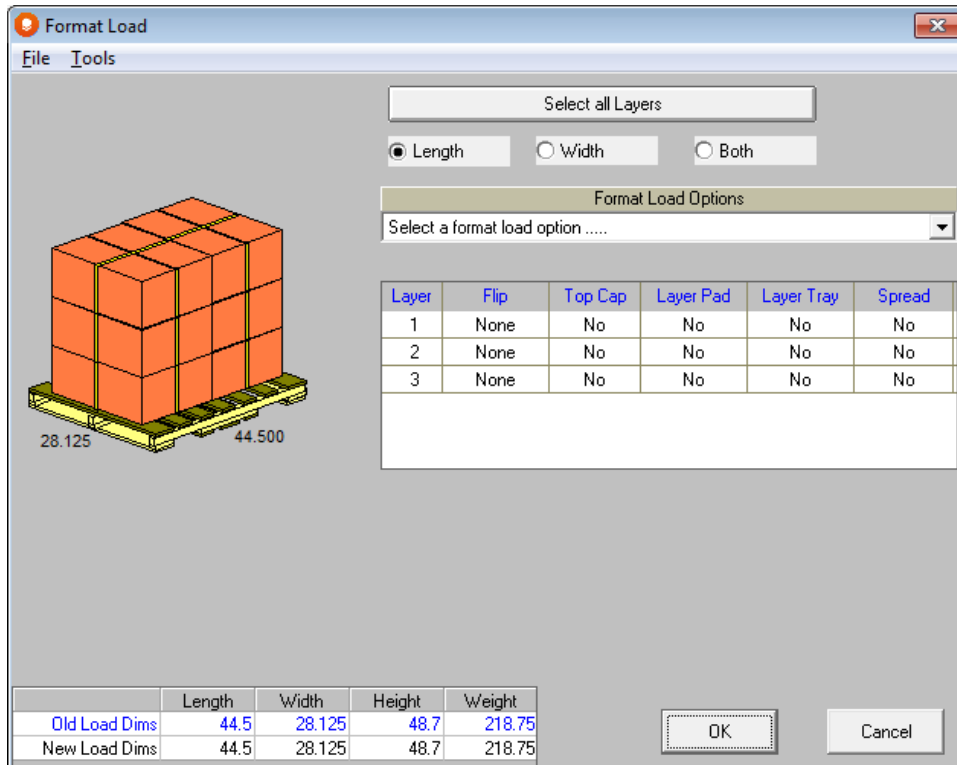 Format Load
File Tools
Select all Layers
Length Width Both
Format Load Options
Select a format load option .....
Layer Flip Top Cap Layer Pad Layer Tray Spread
1 None No No No No
2 None No No No No
3 None No No No No
28.125 44.500
Length Width Height Weight
Old Load Dims 44.5 28.125 48.7 218.75
New Load Dims 44.5 28.125 48.7 218.75
OK Cancel